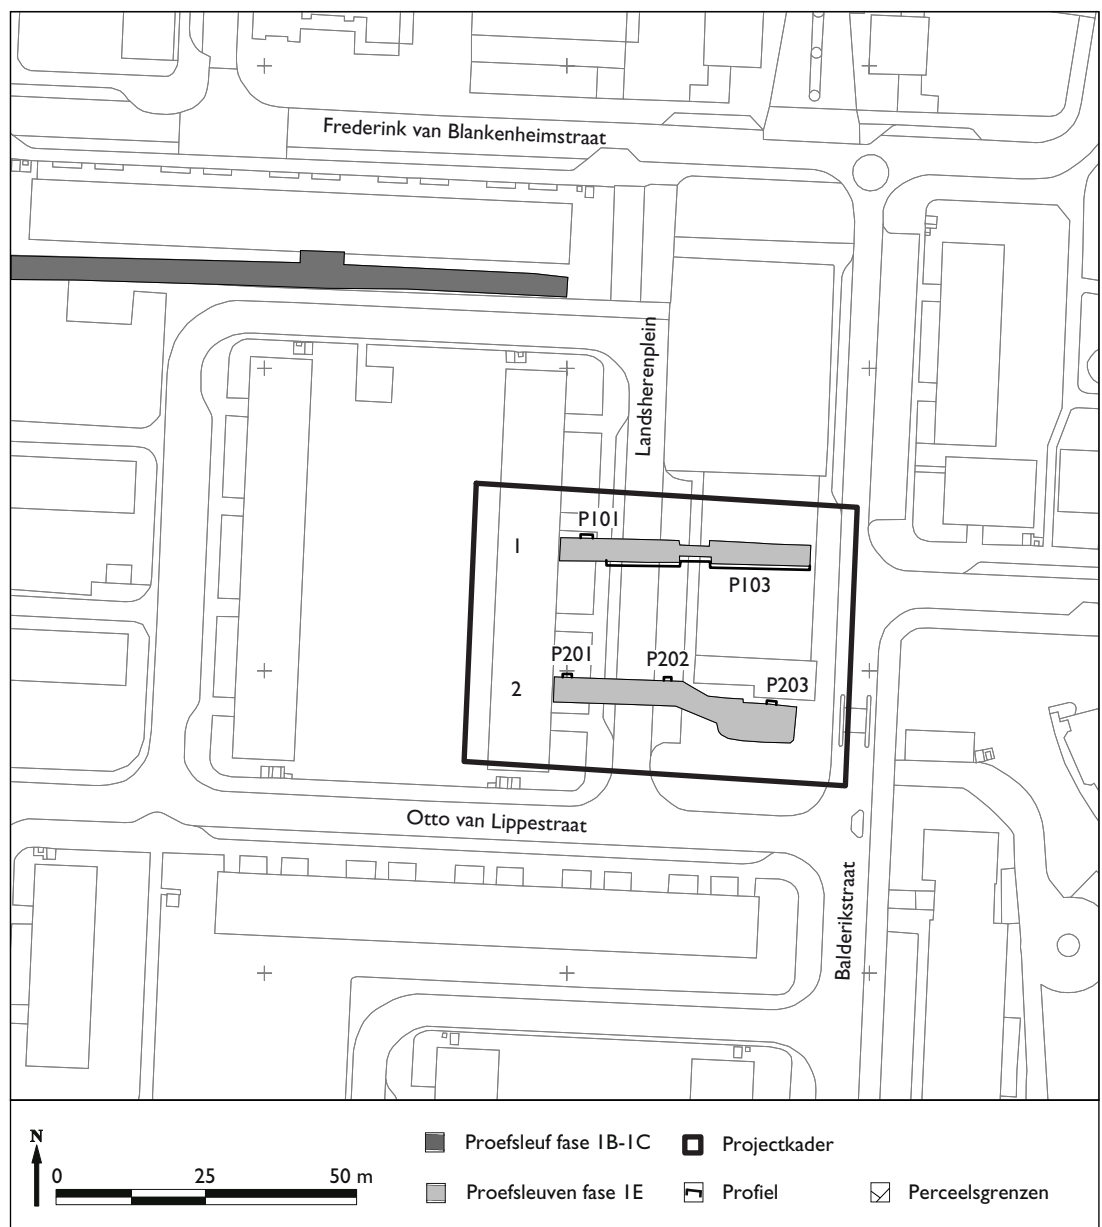 Frederink van Blankenheimstraat
Landsherenplein
P101
1
P103
P201
P202
2
P203
Otto van Lippestraat
Balderikstraat
N
0 25 50 m
Proefsleuf fase 1B-1C
Projectkader
Proefsleuven fase 1E
Profiel
Perceelsgrenzen